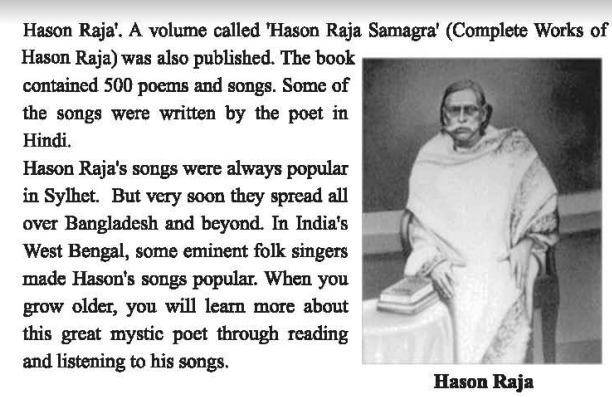 Hason Raja'. A volume called 'Hason Raja Samagra' (Complete Works of
Hason Raja) was also published. The book
contained 500 poems and songs. Some of
the songs were written by the poet in
Hindi.
Hason Raja's songs were always popular
in Sylhet. But very soon they spread all
over Bangladesh and beyond. In India's
West Bengal, some eminent folk singers
made Hason's songs popular. When you
grow older, you will learn more about
this great mystic poet through reading
and listening to his songs.
Hason Raja